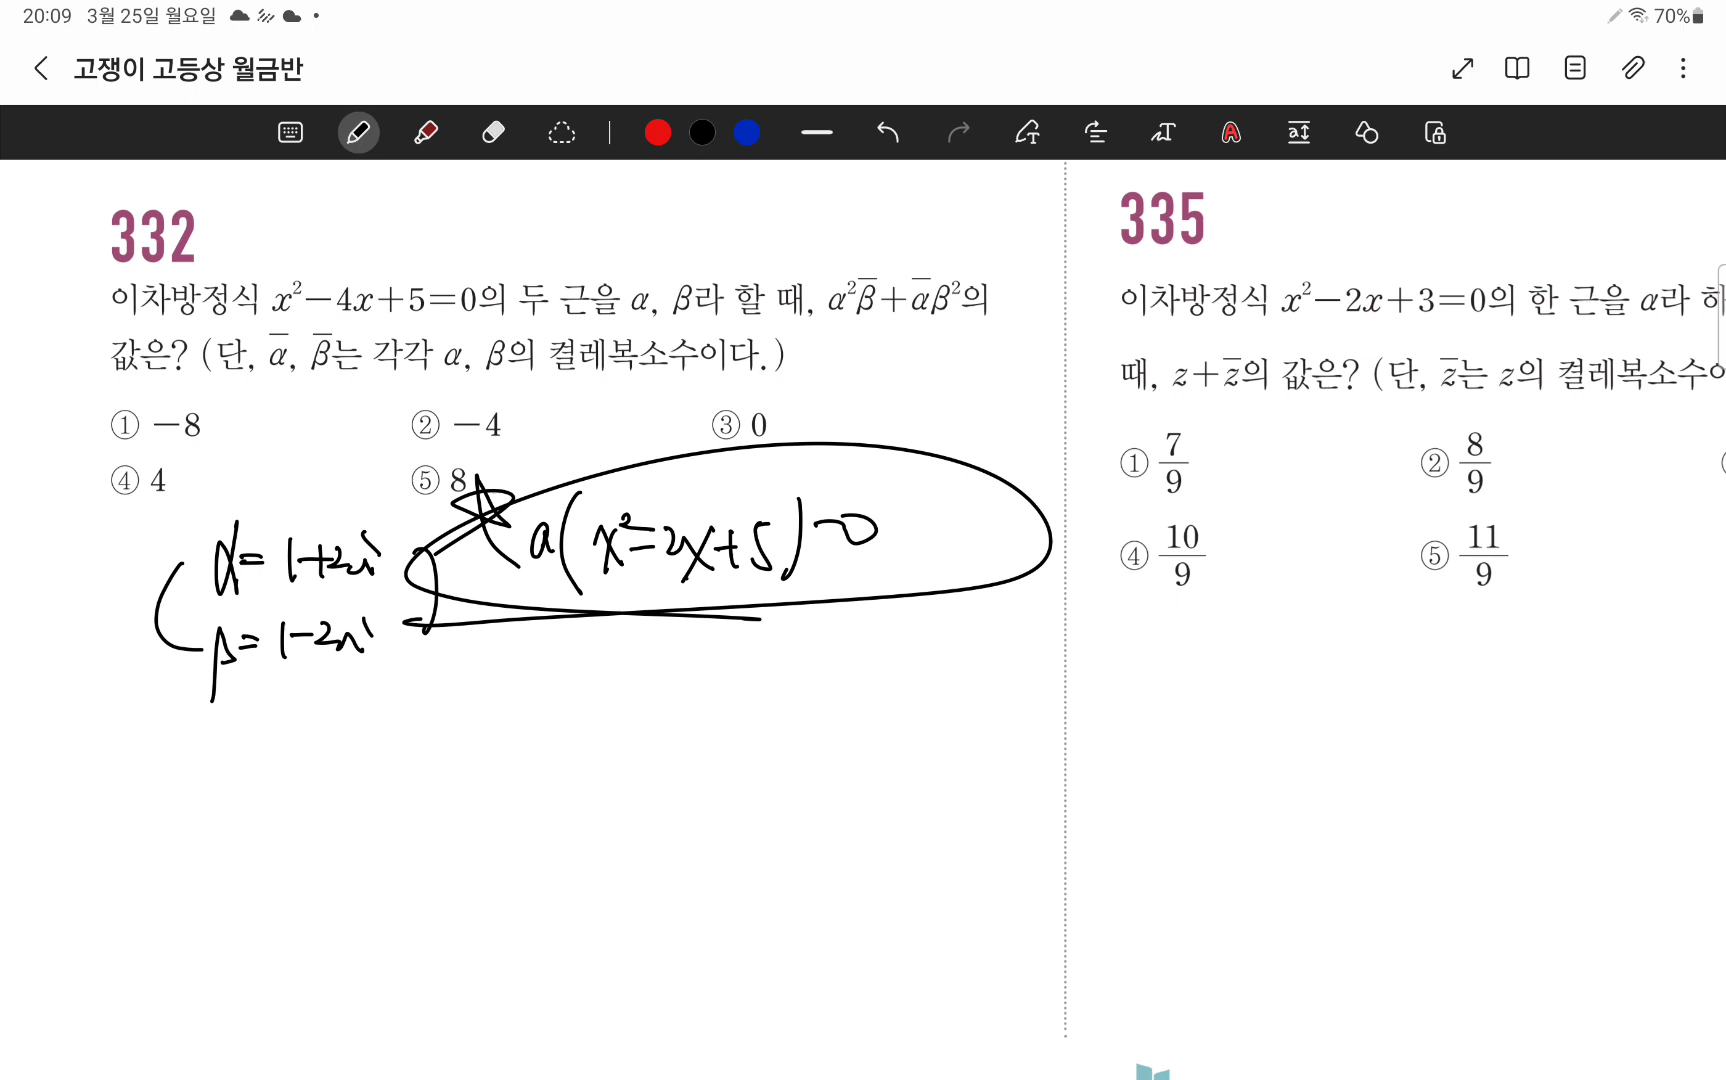 20:09 3월 25일 월요일
70%
고쟁이 고등상 월금반
332
이차방정식 x²−4x+5=0의 두 근을 α, β라 할 때, α²β̅+α̅β²의
값은? (단, α̅, β̅는 각각 α, β의 켤레복소수이다.)
① −8 ② −4 ③ 0
④ 4 ⑤ 8
a(x²-2x+5)=0
α= 1+2i
β= 1-2i
335
이차방정식 x²−2x+3=0의 한 근을 α라 하
때, z+z̅의 값은? (단, z̅는 z의 켤레복소수이
① 7/9 ② 8/9
④ 10/9 ⑤ 11/9